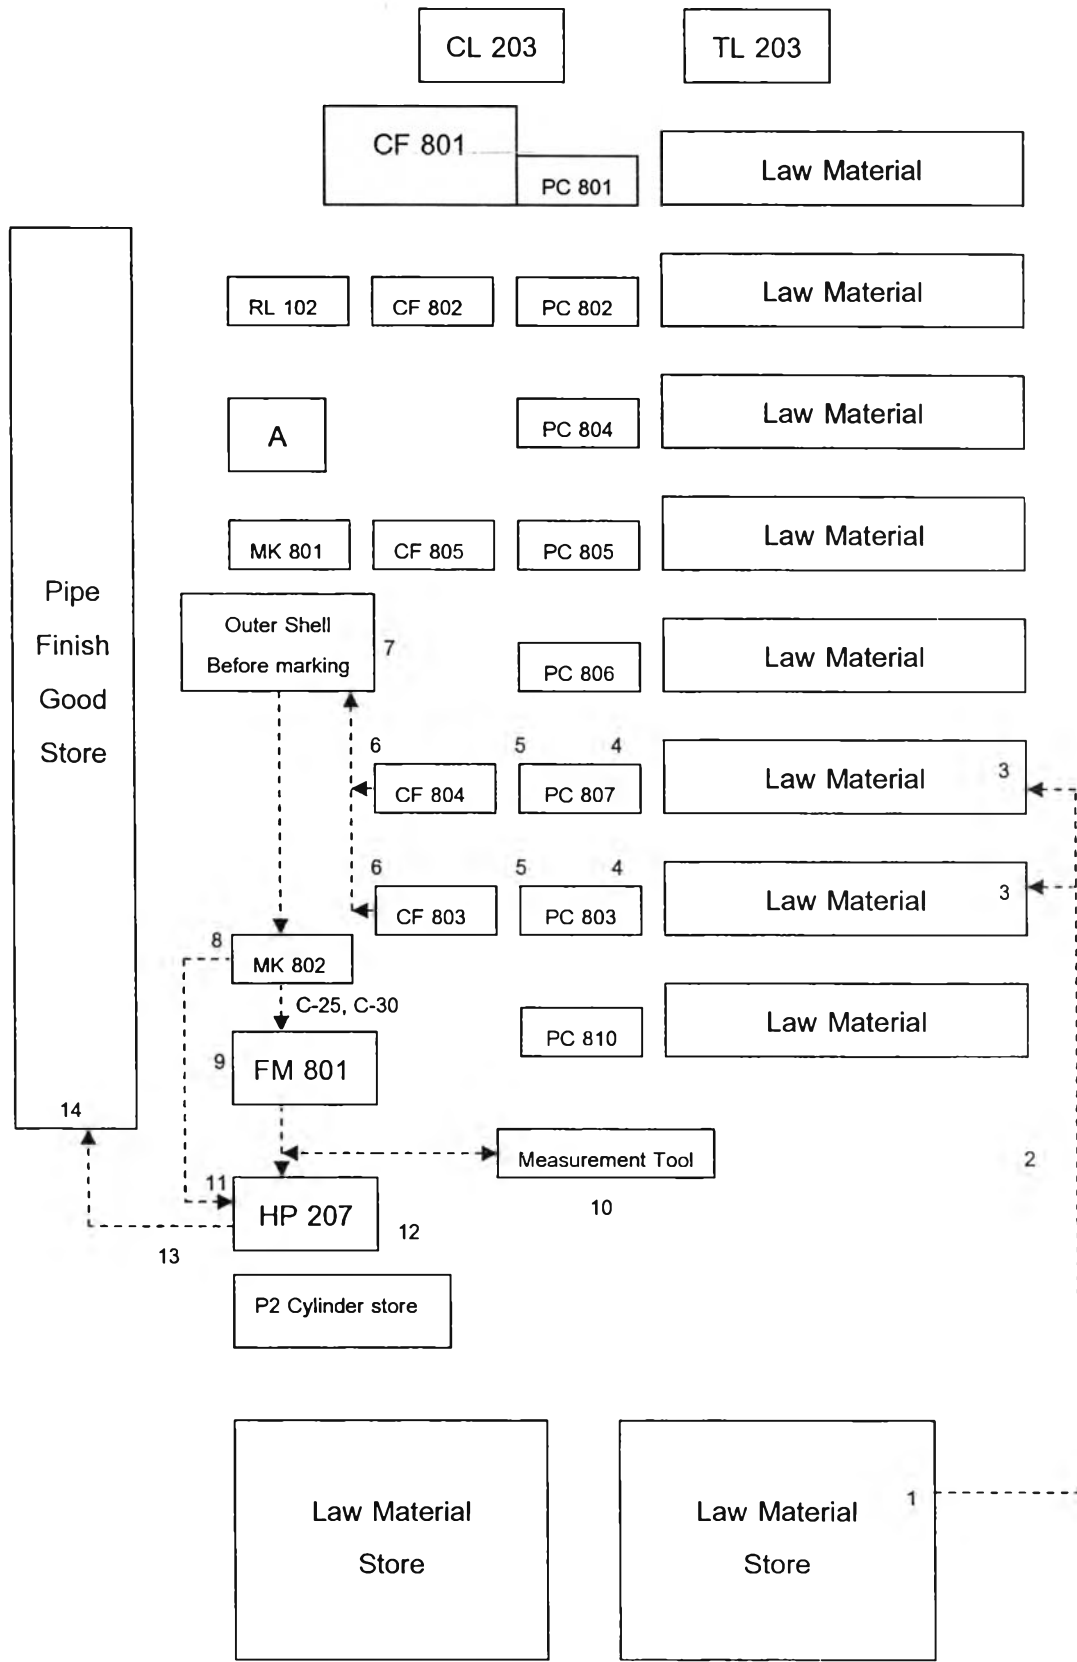 CL 203
TL 203
CF 801
PC 801
Law Material
RL 102
CF 802
PC 802
Law Material
A
PC 804
Law Material
MK 801
CF 805
PC 805
Law Material
Pipe
Finish
Good
Store
Outer Shell
Before marking
7
PC 806
Law Material
6
5
4
CF 804
PC 807
Law Material
3
6
5
4
CF 803
PC 803
Law Material
3
8
MK 802
C-25, C-30
PC 810
Law Material
9
FM 801
14
Measurement Tool
2
10
11
HP 207
12
13
P2 Cylinder store
Law Material
Store
Law Material
Store
1